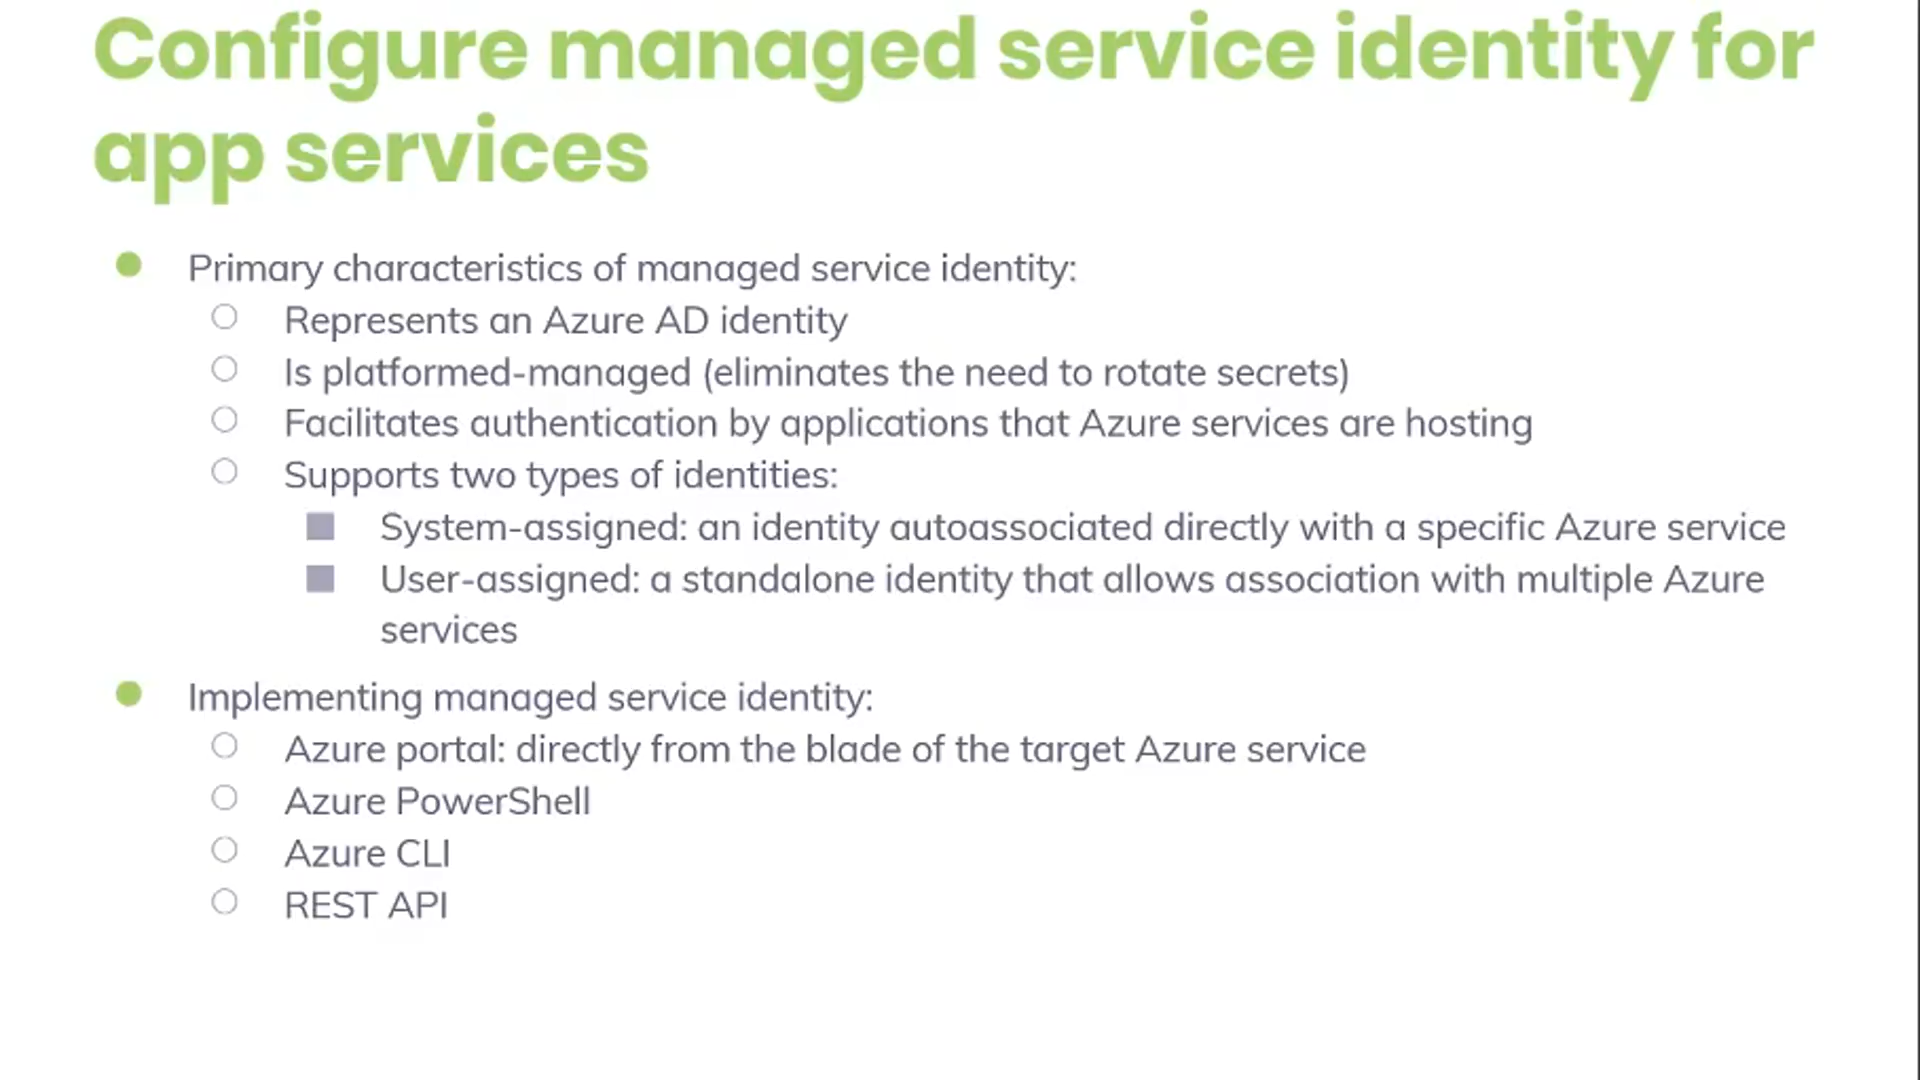 Configure managed service identity for
app services
Primary characteristics of managed service identity:
Represents an Azure AD identity
Is platformed-managed (eliminates the need to rotate secrets)
Facilitates authentication by applications that Azure services are hosting
Supports two types of identities:
System-assigned: an identity autoassociated directly with a specific Azure service
User-assigned: a standalone identity that allows association with multiple Azure
services
Implementing managed service identity:
Azure portal: directly from the blade of the target Azure service
Azure PowerShell
Azure CLI
REST API